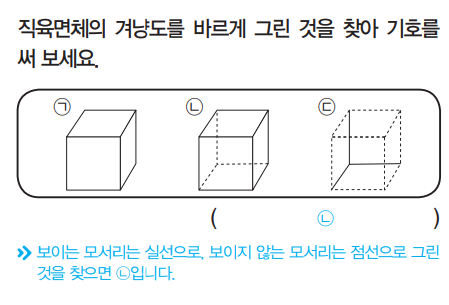 직육면체의 겨냥도를 바르게 그린 것을 찾아 기호를
써 보세요.
㉠ ㉡ ㉢
( ㉡ )
≫ 보이는 모서리는 실선으로, 보이지 않는 모서리는 점선으로 그린
것을 찾으면 ㉡입니다.